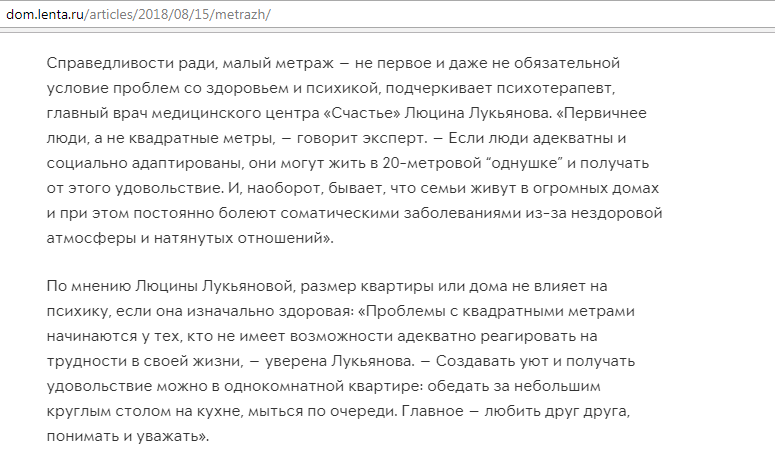 dom.lenta.ru/articles/2018/08/15/metrazh/
Справедливости ради, малый метраж — не первое и даже не обязательной
условие проблем со здоровьем и психикой, подчеркивает психотерапевт,
главный врач медицинского центра «Счастье» Люцина Лукьянова. «Первичнее
люди, а не квадратные метры, — говорит эксперт. — Если люди адекватны и
социально адаптированы, они могут жить в 20-метровой “однушке” и получать
от этого удовольствие. И, наоборот, бывает, что семьи живут в огромных домах
и при этом постоянно болеют соматическими заболеваниями из-за нездоровой
атмосферы и натянутых отношений».
По мнению Люцины Лукьяновой, размер квартиры или дома не влияет на
психику, если она изначально здоровая: «Проблемы с квадратными метрами
начинаются у тех, кто не имеет возможности адекватно реагировать на
трудности в своей жизни, — уверена Лукьянова. — Создавать уют и получать
удовольствие можно в однокомнатной квартире: обедать за небольшим
круглым столом на кухне, мыться по очереди. Главное — любить друг друга,
понимать и уважать».